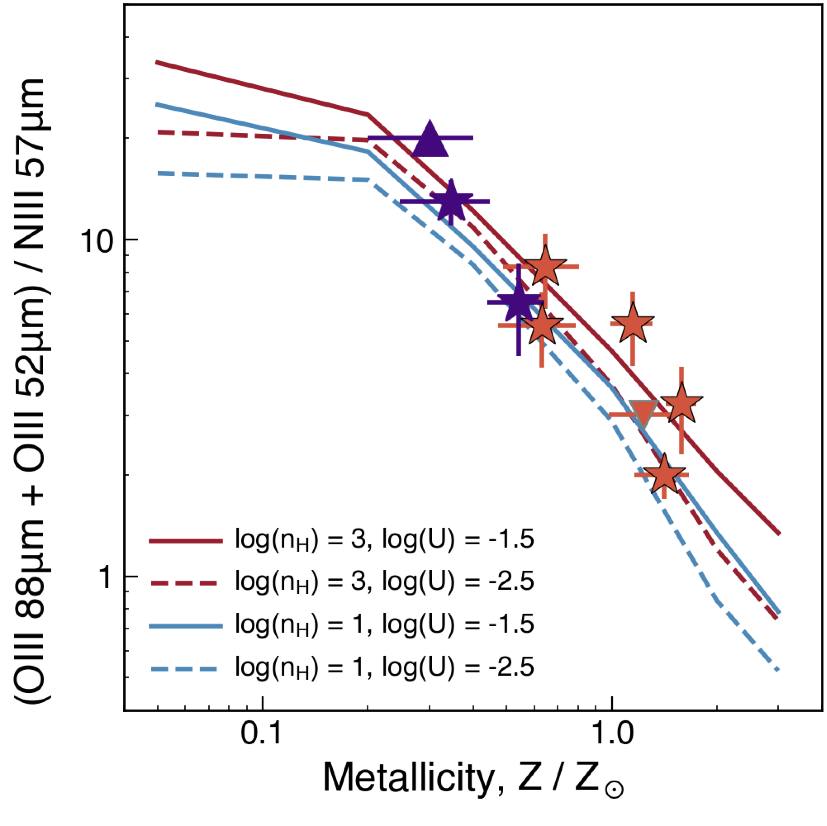 (OIII 88μm + OIII 52μm) / NIII 57μm
10
1
log(nH) = 3, log(U) = -1.5
log(nH) = 3, log(U) = -2.5
log(nH) = 1, log(U) = -1.5
log(nH) = 1, log(U) = -2.5
0.1
1.0
Metallicity, Z / Z⊙